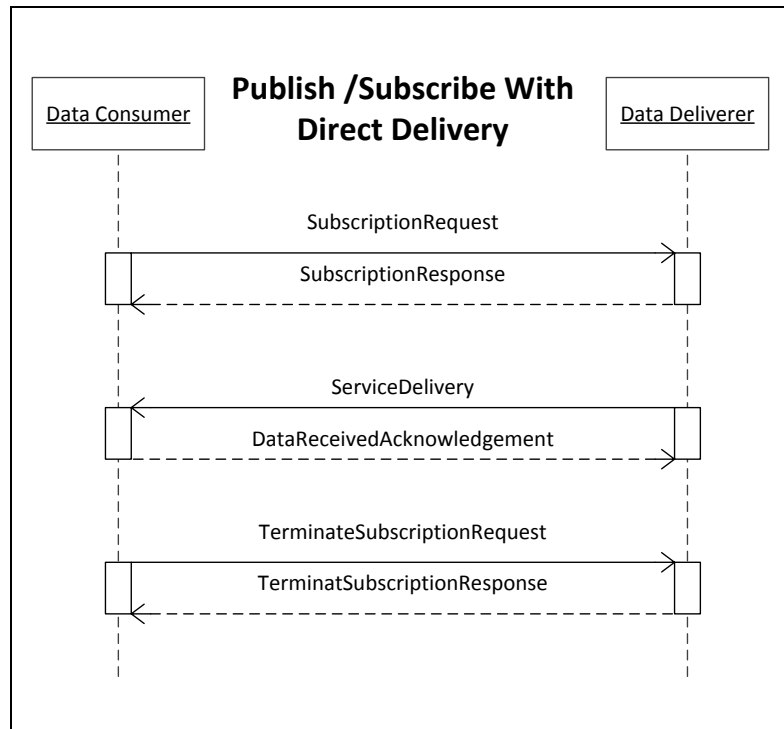 Publish /Subscribe With
Direct Delivery
Data Consumer
Data Deliverer
SubscriptionRequest
SubscriptionResponse
ServiceDelivery
DataReceivedAcknowledgement
TerminateSubscriptionRequest
TerminatSubscriptionResponse